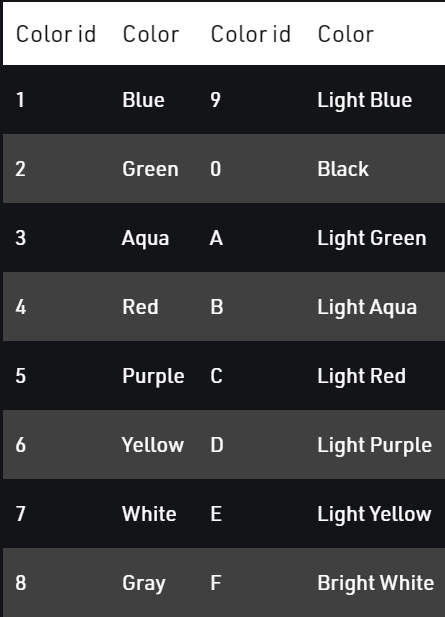 Color id Color Color id Color
1 Blue 9 Light Blue
2 Green 0 Black
3 Aqua A Light Green
4 Red B Light Aqua
5 Purple C Light Red
6 Yellow D Light Purple
7 White E Light Yellow
8 Gray F Bright White